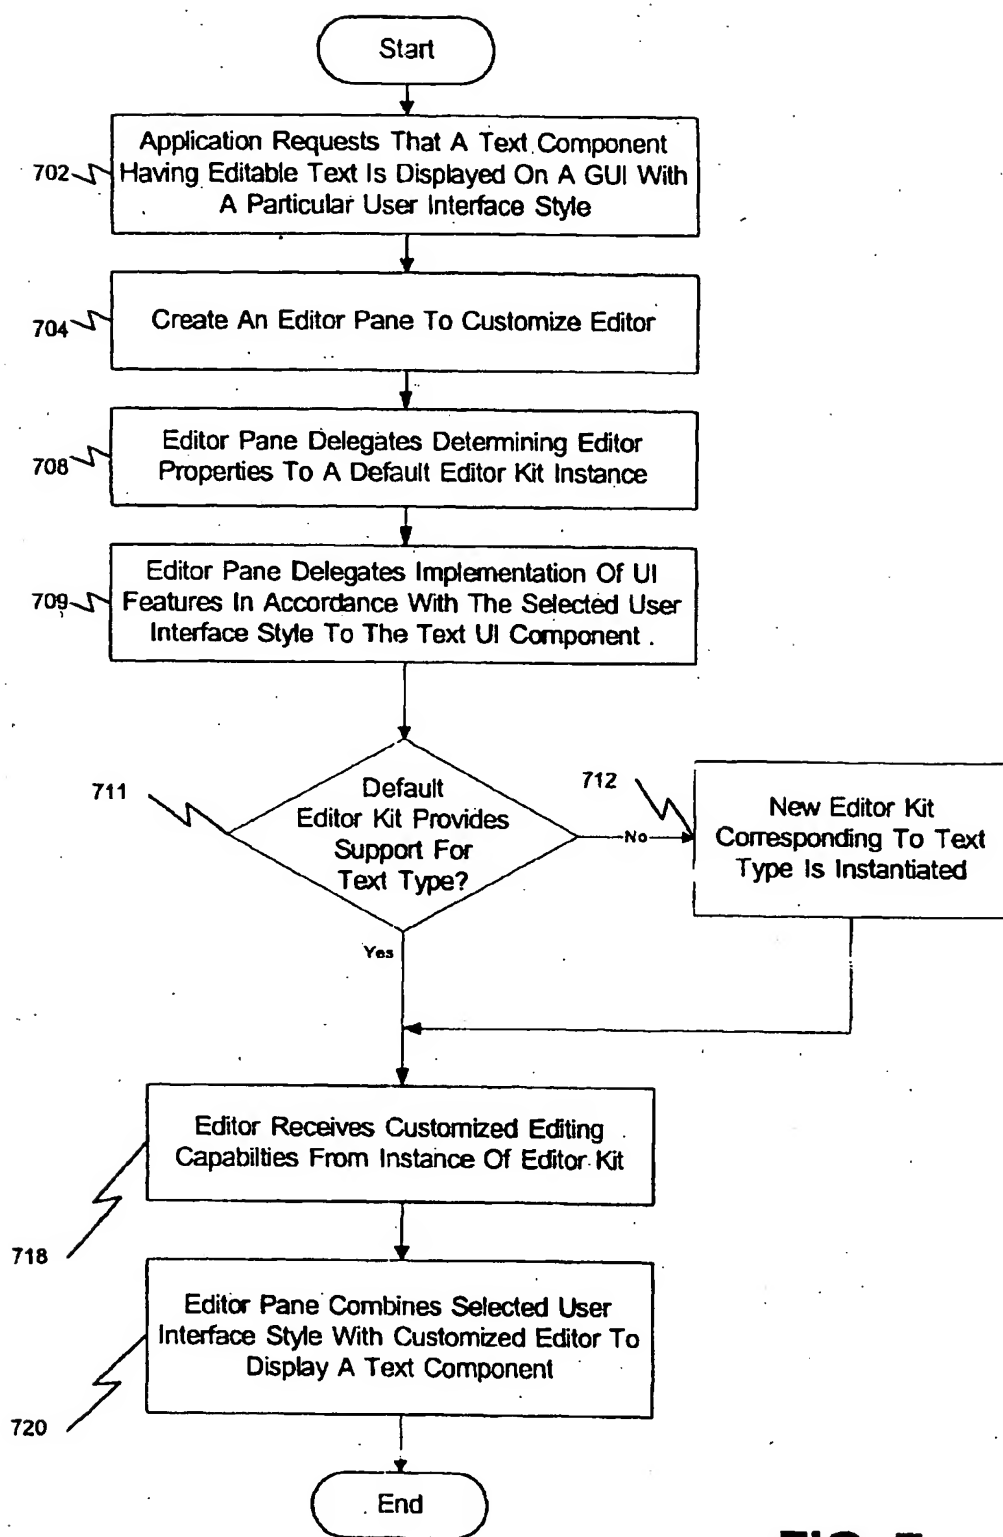 Start
Application Requests That A Text Component
702
Having Editable Text Is Displayed On A GUI With
A Particular User Interface Style
704
Create An Editor Pane To Customize Editor
Editor Pane Delegates Determining Editor
708
Properties To A Default Editor Kit Instance
Editor Pane Delegates Implementation Of UI
709
Features In Accordance With The Selected User
Interface Style To The Text UI Component .
711
Default
Editor Kit Provides
Support For
Text Type?
No
712
New Editor Kit
Corresponding To Text
Type Is Instantiated
Yes
Editor Receives Customized Editing
Capabilties From Instance Of Editor Kit
718
Editor Pane Combines Selected User
Interface Style With Customized Editor To
Display A Text Component
720
End